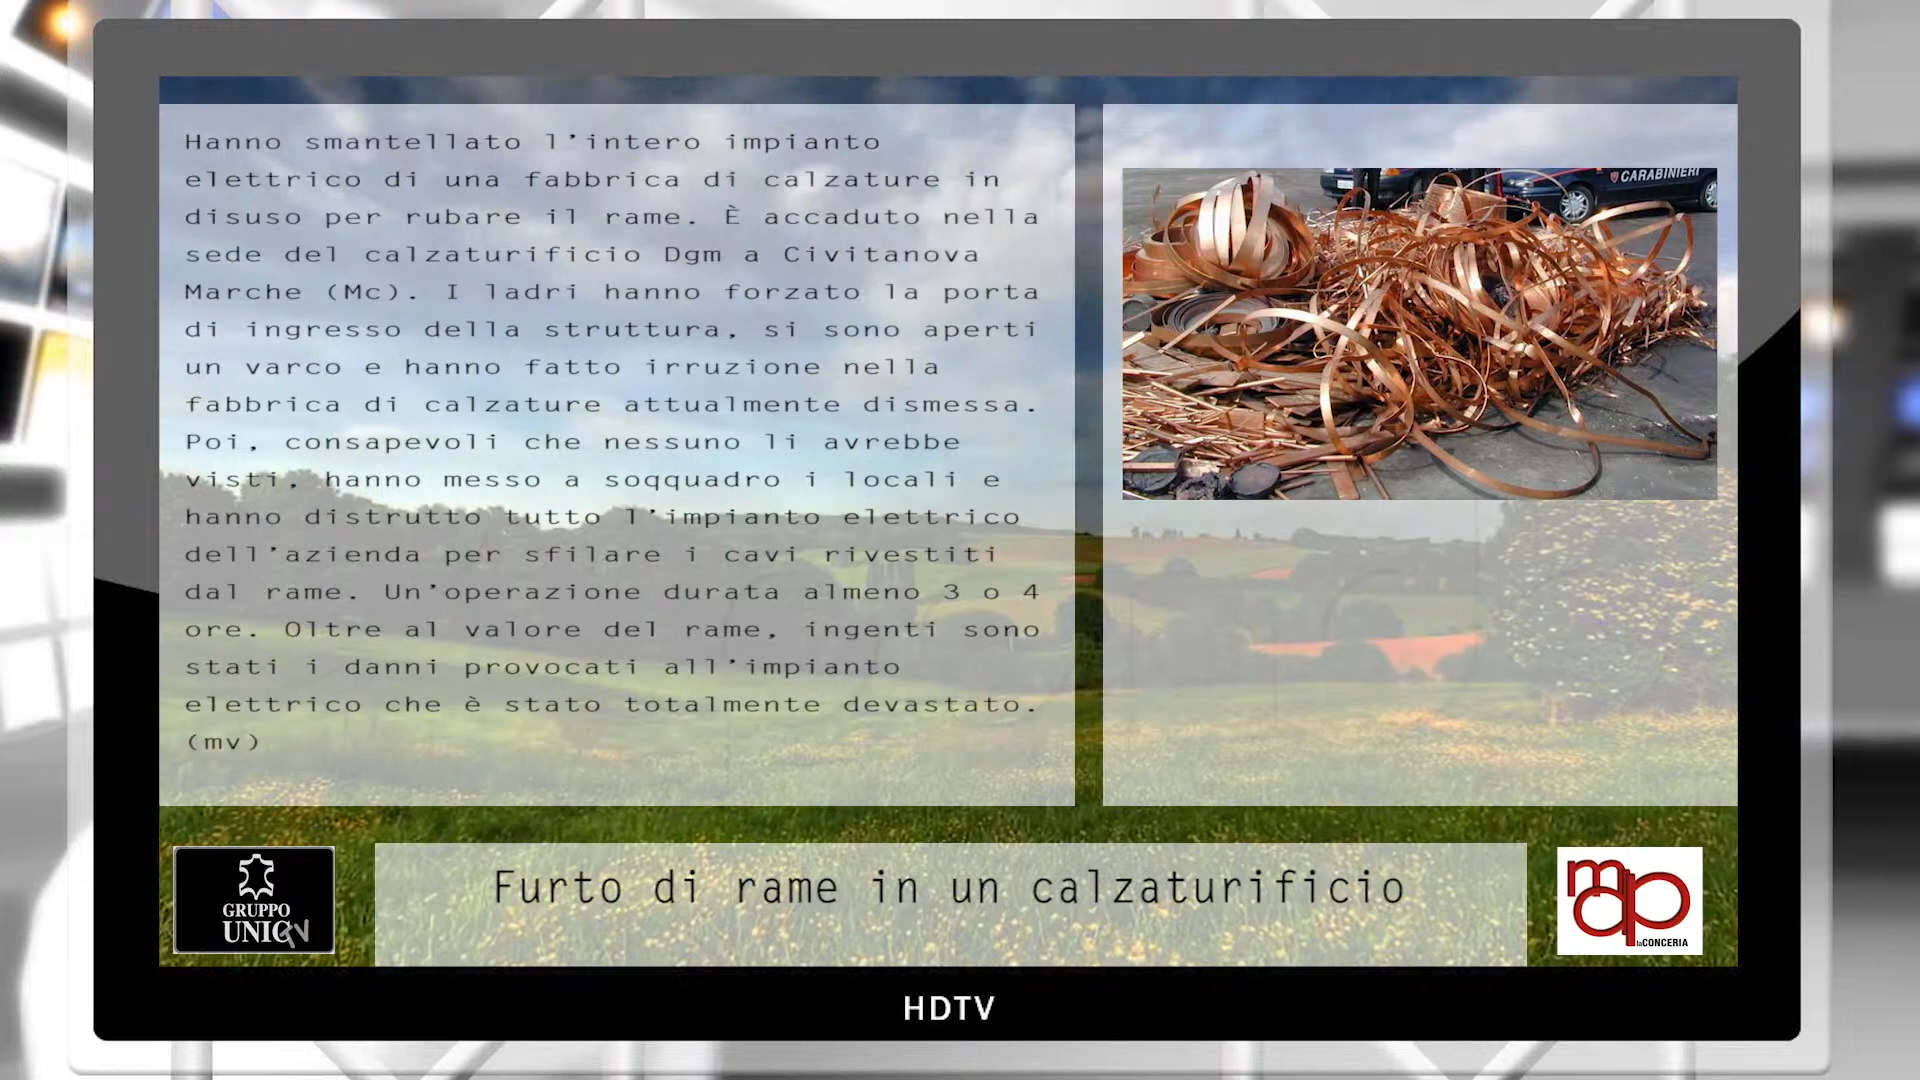 Hanno smantellato l'intero impianto
elettrico di una fabbrica di calzature in
disuso per rubare il rame. È accaduto nella
sede del calzaturificio Dgm a Civitanova
Marche (Mc). I ladri hanno forzato la porta
di ingresso della struttura, si sono aperti
un varco e hanno fatto irruzione nella
fabbrica di calzature attualmente dismessa.
Poi, consapevoli che nessuno li avrebbe
visti, hanno messo a soqquadro i locali e
hanno distrutto tutto l'impianto elettrico
dell'azienda per sfilare i cavi rivestiti
dal rame. Un'operazione durata almeno 3 o 4
ore. Oltre al valore del rame, ingenti sono
stati i danni provocati all'impianto
elettrico che è stato totalmente devastato.
(mv)
CARABINIERI
GRUPPO
UNIC
TV
Furto di rame in un calzaturificio
mdp
laCONCERIA
HDTV